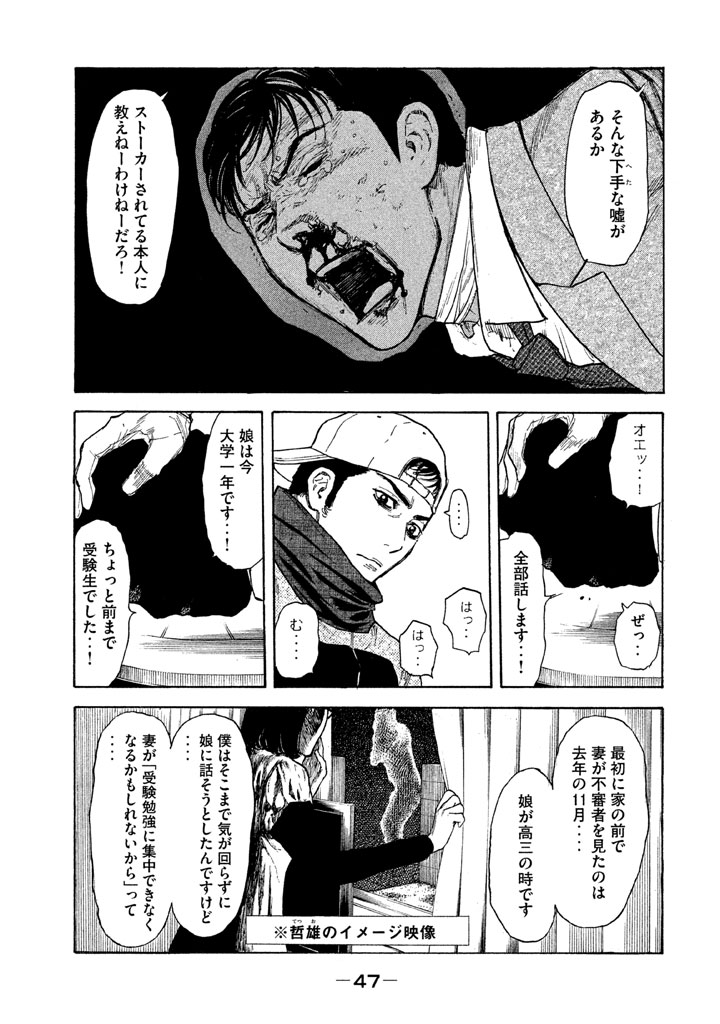 そんな下手な嘘が
あるか
ストーカーされてる本人に
教えねーわけねーだろ!
オエッ・・!
ぜっ・・
全部話します・・!
・・・・
はっ・・
はっ・・
む・・
娘は今
大学一年です・・!
ちょっと前まで
受験生でした・・!
最初に家の前で
妻が不審者を見たのは
去年の11月・・・・
娘が高三の時です
僕はそこまで気が回らずに
娘に話そうとしたんですけど
妻が「受験勉強に集中できなく
なるかもしれないから」って
・・・・
※哲雄のイメージ映像
—47—